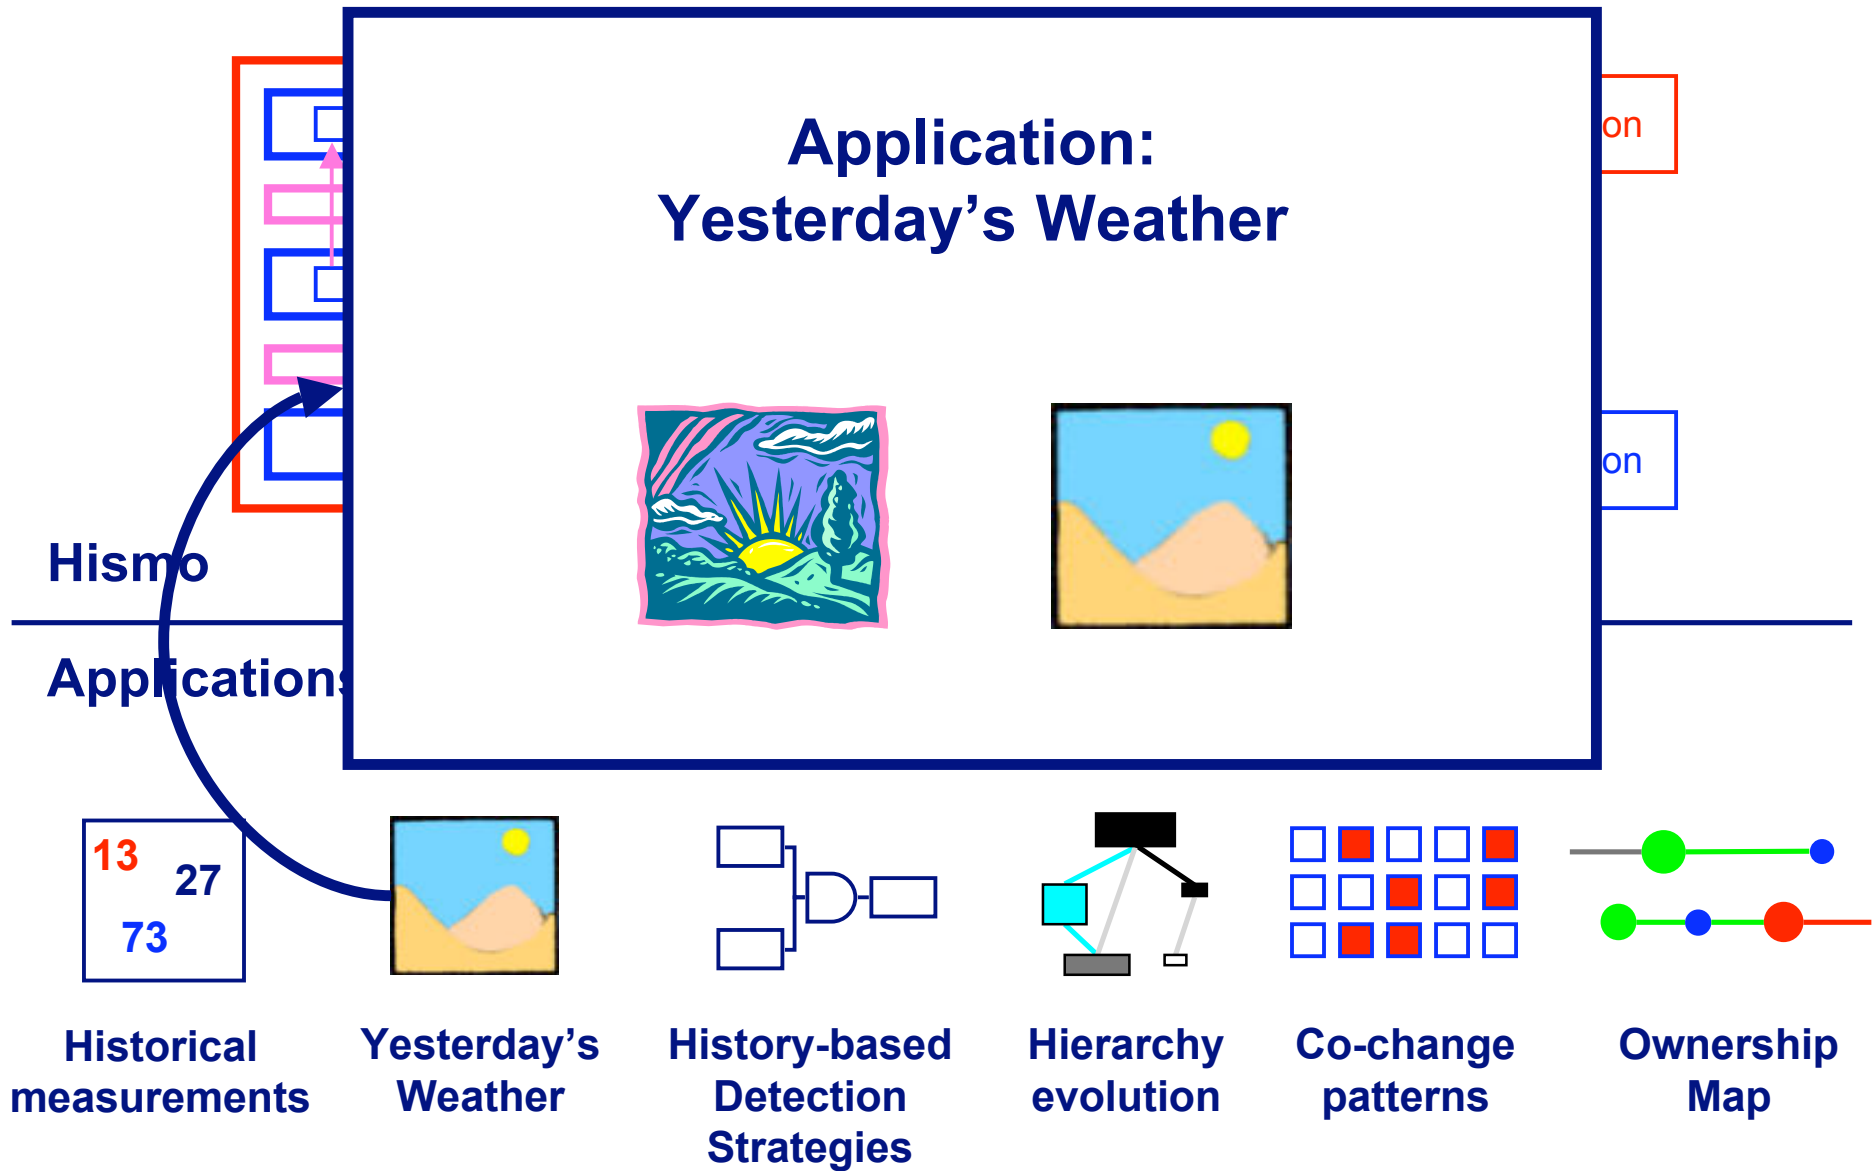 Application:
Yesterday’s Weather
on
on
Hismo
Applications
13
27
73
Historical
measurements
Yesterday’s
Weather
History-based
Detection
Strategies
Hierarchy
evolution
Co-change
patterns
Ownership
Map